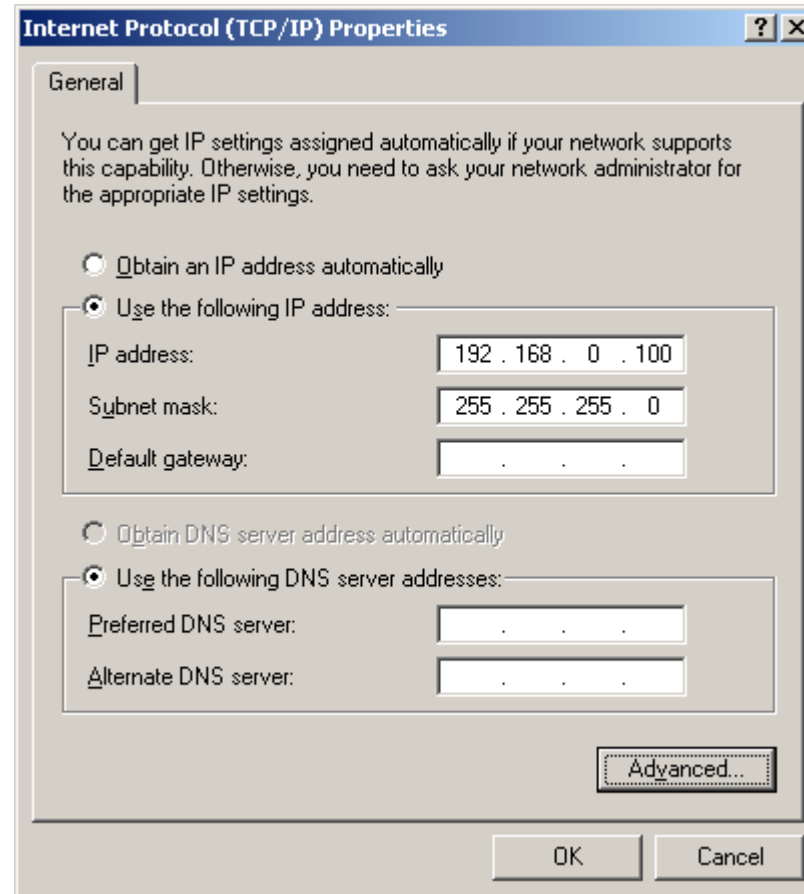 Internet Protocol (TCP/IP) Properties
General
You can get IP settings assigned automatically if your network supports
this capability. Otherwise, you need to ask your network administrator for
the appropriate IP settings.
Obtain an IP address automatically
Use the following IP address:
IP address: 192 . 168 . 0 . 100
Subnet mask: 255 . 255 . 255 . 0
Default gateway: . . .
Obtain DNS server address automatically
Use the following DNS server addresses:
Preferred DNS server: . . .
Alternate DNS server: . . .
Advanced...
OK Cancel